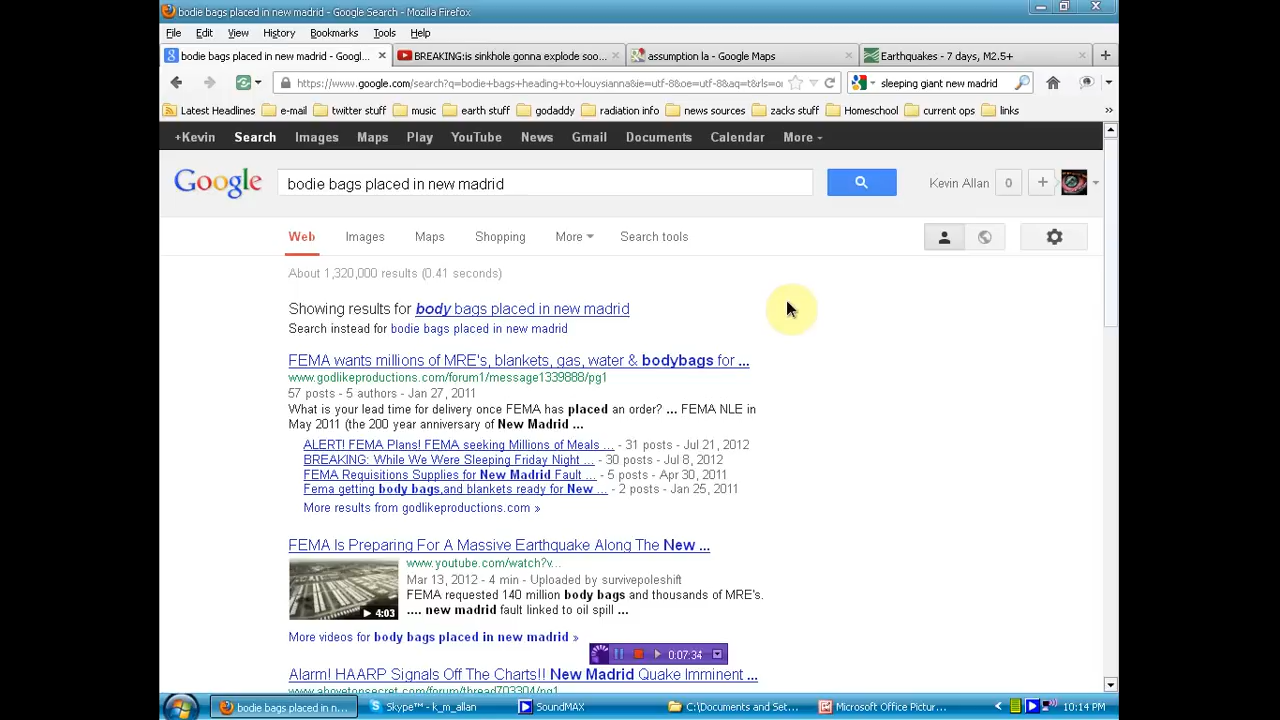 bodie bags placed in new madrid - Google Search - Mozilla Firefox
File Edit View History Bookmarks Tools Help
bodie bags placed in new madrid - Googl...
BREAKING:is sinkhole gonna explode soo...
assumption la - Google Maps
Earthquakes - 7 days, M2.5+
https://www.google.com/search?q=bodie+bags+heading+to+louysianna&ie=utf-8&oe=utf-8&aq=t&rls=or
sleeping giant new madrid
Latest Headlines e-mail twitter stuff music earth stuff godaddy radiation info news sources zacks stuff Homeschool current ops links
+Kevin Search Images Maps Play YouTube News Gmail Documents Calendar More
Google
bodie bags placed in new madrid
Kevin Allan 0 +
Web Images Maps Shopping More Search tools
About 1,320,000 results (0.41 seconds)
Showing results for body bags placed in new madrid
Search instead for bodie bags placed in new madrid
FEMA wants millions of MRE's, blankets, gas, water & bodybags for ...
www.godlikeproductions.com/forum1/message1339888/pg1
57 posts - 5 authors - Jan 27, 2011
What is your lead time for delivery once FEMA has placed an order? ... FEMA NLE in
May 2011 (the 200 year anniversary of New Madrid ...
ALERT! FEMA Plans! FEMA seeking Millions of Meals ... - 31 posts - Jul 21, 2012
BREAKING: While We Were Sleeping Friday Night ... - 30 posts - Jul 8, 2012
FEMA Requisitions Supplies for New Madrid Fault ... - 5 posts - Apr 30, 2011
Fema getting body bags,and blankets ready for New ... - 2 posts - Jan 25, 2011
More results from godlikeproductions.com »
FEMA Is Preparing For A Massive Earthquake Along The New ...
www.youtube.com/watch?v...
Mar 13, 2012 - 4 min - Uploaded by survivepoleshift
FEMA requested 140 million body bags and thousands of MRE's.
.... new madrid fault linked to oil spill ...
4:03
More videos for body bags placed in new madrid »
0:07:34
Alarm! HAARP Signals Off The Charts!! New Madrid Quake Imminent ...
www.abovetopsecret.com/forum/thread703304/pg1
bodie bags placed in n...
Skype™ - k_m_allan
SoundMAX
C:\Documents and Set...
Microsoft Office Pictur...
10:14 PM